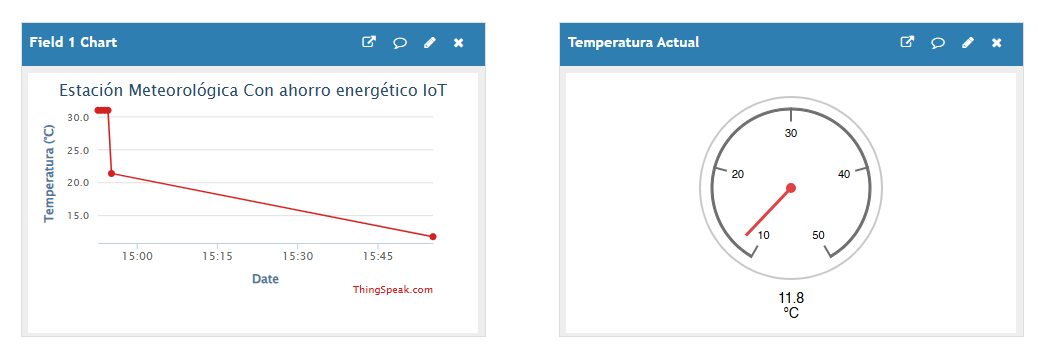 Field 1 Chart
Estación Meteorológica Con ahorro energético IoT
Temperatura (°C)
30.0
25.0
20.0
15.0
15:00 15:15 15:30 15:45
Date
ThingSpeak.com
Temperatura Actual
10 20 30 40 50
11.8
°C